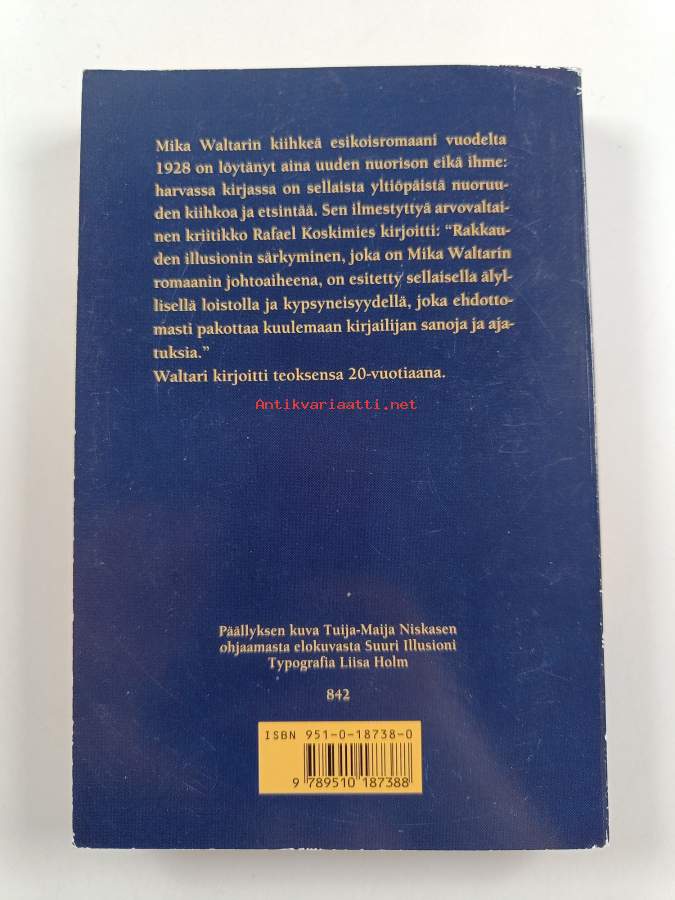 Mika Waltarin kiihkeä esikoisromaani vuodelta
1928 on löytänyt aina uuden nuorison eikä ihme:
harvassa kirjassa on sellaista yltiöpäistä nuoruu-
den kiihkoa ja etsintää. Sen ilmestyttyä arvovaltai-
nen kriitikko Rafael Koskimies kirjoitti: “Rakkau-
den illusionin särkyminen, joka on Mika Waltarin
romaanin johtoaiheena, on esitetty sellaisella älyl-
lisellä loistolla ja kypsyneisyydellä, joka ehdotto-
masti pakottaa kuulemaan kirjailijan sanoja ja aja-
tuksia.”
Waltari kirjoitti teoksensa 20-vuotiaana.
Antikvariaatti.net
Päällyksen kuva Tuija-Maija Niskasen
ohjaamasta elokuvasta Suuri Illusioni
Typografia Liisa Holm
842
ISBN 951-0-18738-0
9 789510 187388